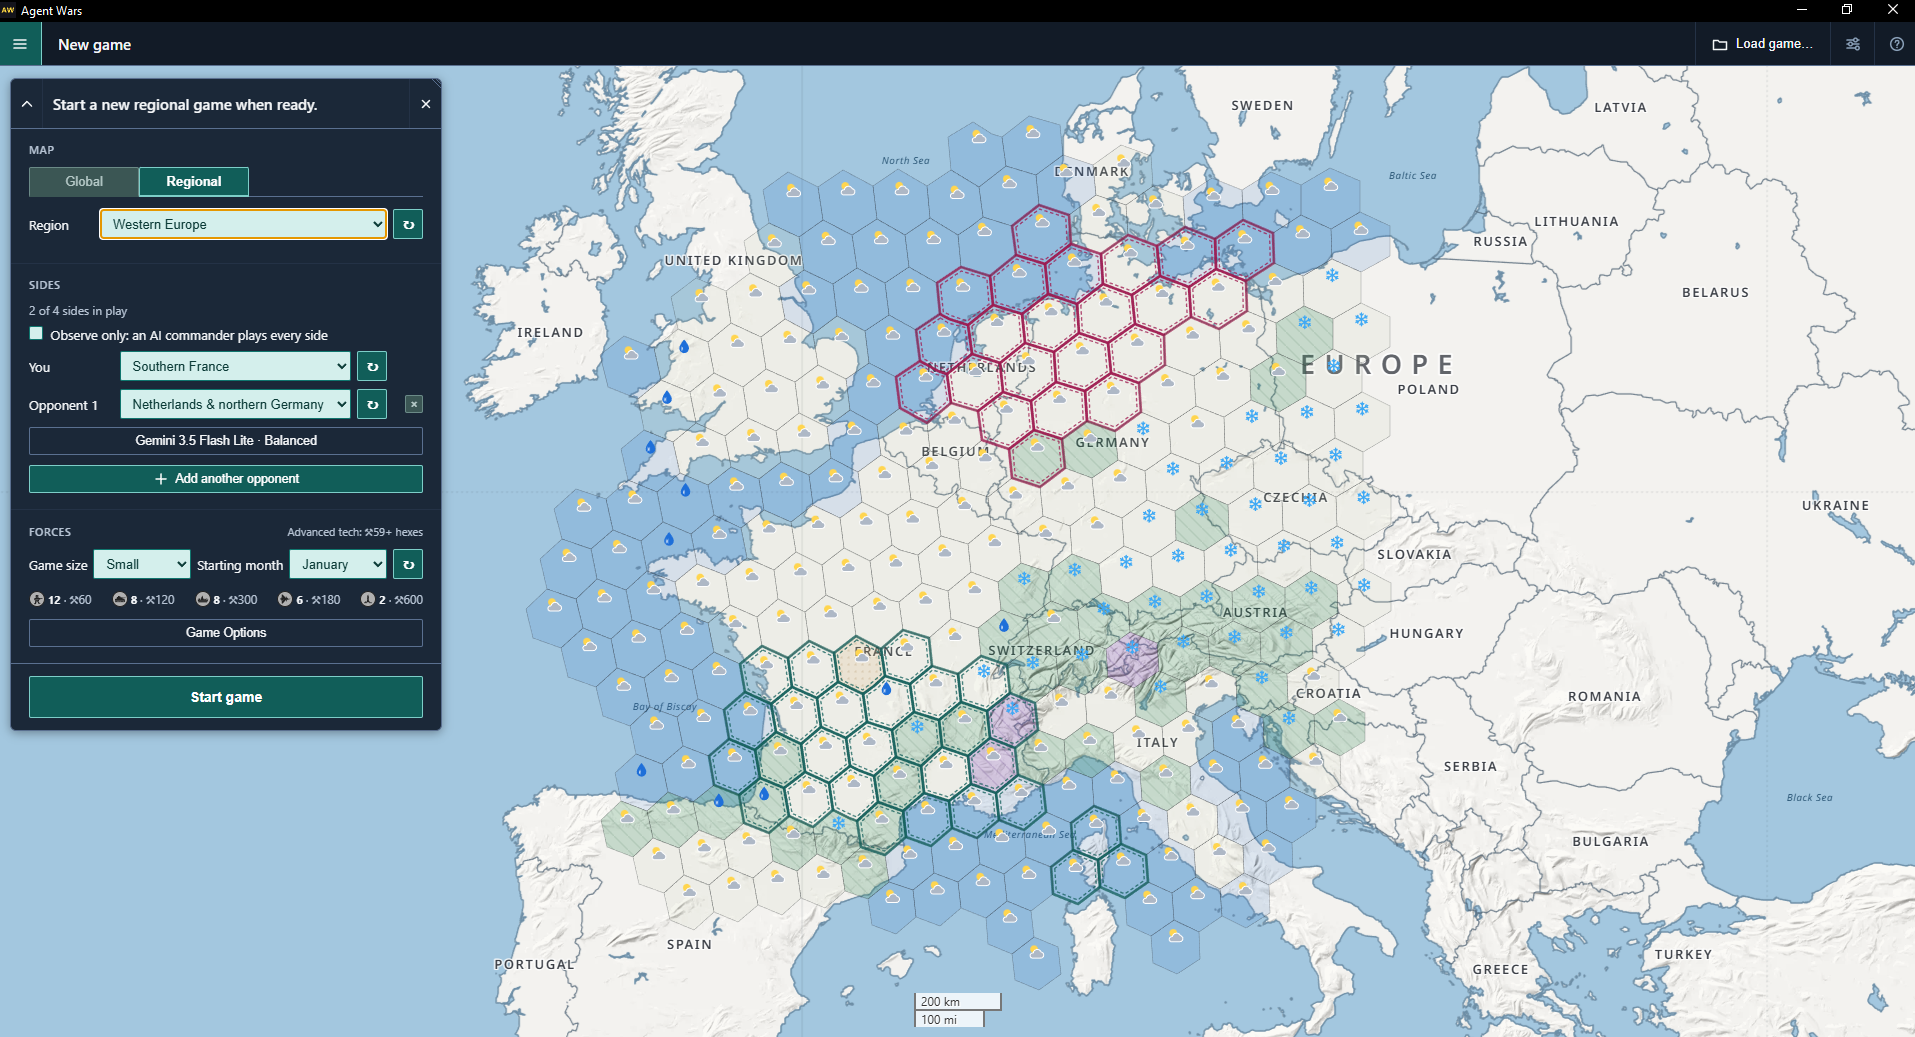 AW Agent Wars
New game
Load game...
Start a new regional game when ready.
MAP
Global
Regional
Region
Western Europe
SIDES
2 of 4 sides in play
Observe only: an AI commander plays every side
You
Southern France
Opponent 1
Netherlands & northern Germany
Gemini 3.5 Flash Lite · Balanced
+ Add another opponent
FORCES
Advanced tech: ⚒59+ hexes
Game size
Small
Starting month
January
12 · ⚒60
8 · ⚒120
8 · ⚒300
6 · ⚒180
2 · ⚒600
Game Options
Start game
SWEDEN
LATVIA
North Sea
DENMARK
Baltic Sea
LITHUANIA
RUSSIA
UNITED KINGDOM
BELARUS
IRELAND
NETHERLANDS
EUROPE
POLAND
BELGIUM
GERMANY
CZECHIA
UKRAINE
SLOVAKIA
AUSTRIA
HUNGARY
FRANCE
SWITZERLAND
CROATIA
ROMANIA
Bay of Biscay
ITALY
SERBIA
Black Sea
Mediterranean Sea
BULGARIA
SPAIN
PORTUGAL
TURKEY
GREECE
200 km
100 mi